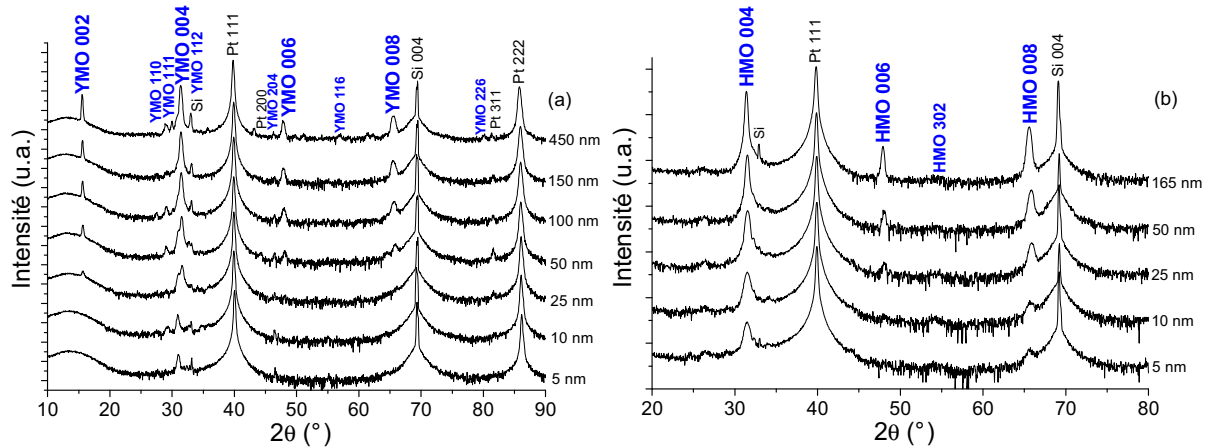 YMO 002
YMO 110
YMO 111
YMO 004
Si
YMO 112
Pt 111
Pt 200
YMO 204
YMO 006
YMO 116
YMO 008
Si 004
YMO 226
Pt 311
Pt 222
(a)
450 nm
150 nm
100 nm
50 nm
25 nm
10 nm
5 nm
Intensité (u.a.)
10 20 30 40 50 60 70 80 90
2θ (°)
HMO 004
Si
Pt 111
HMO 006
HMO 302
HMO 008
Si 004
(b)
165 nm
50 nm
25 nm
10 nm
5 nm
Intensité (u.a.)
20 30 40 50 60 70 80
2θ (°)